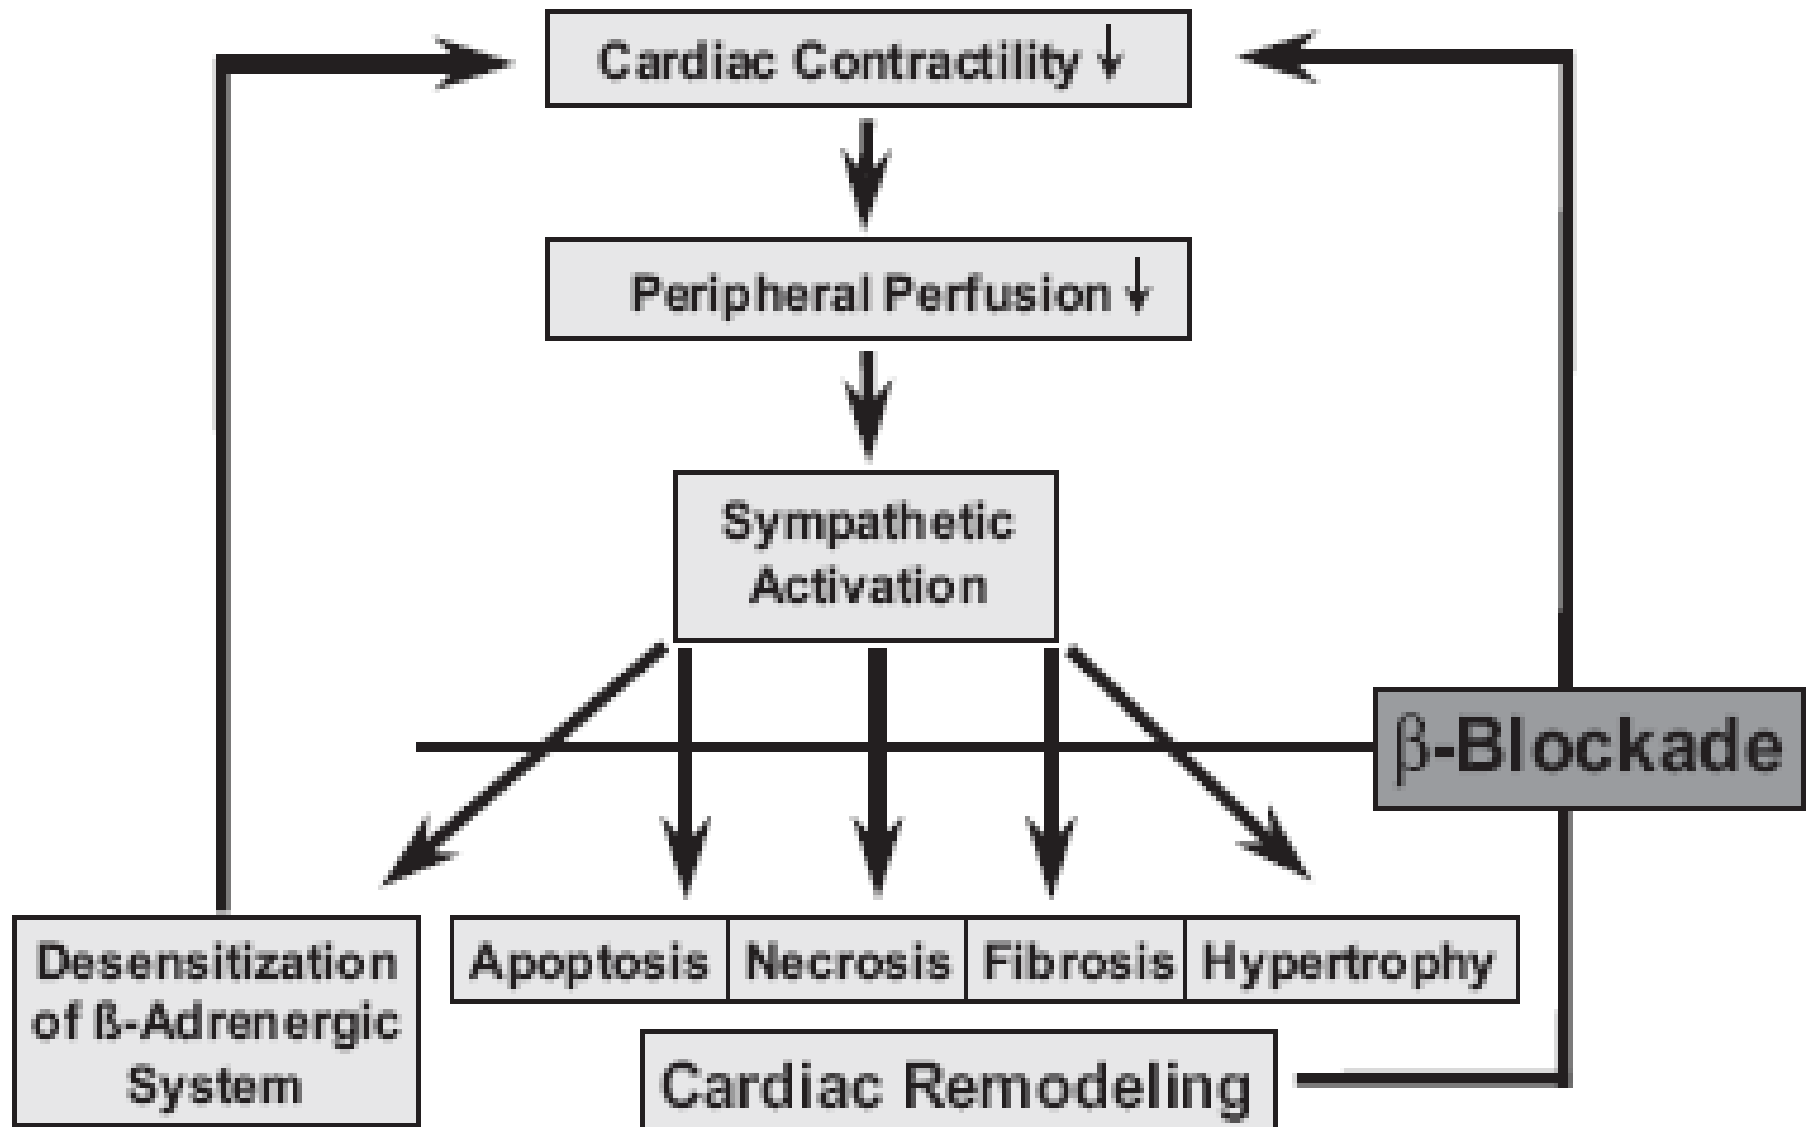 Cardiac Contractility ↓
Peripheral Perfusion ↓
Sympathetic
Activation
β-Blockade
Desensitization
of ß-Adrenergic
System
Apoptosis Necrosis Fibrosis Hypertrophy
Cardiac Remodeling